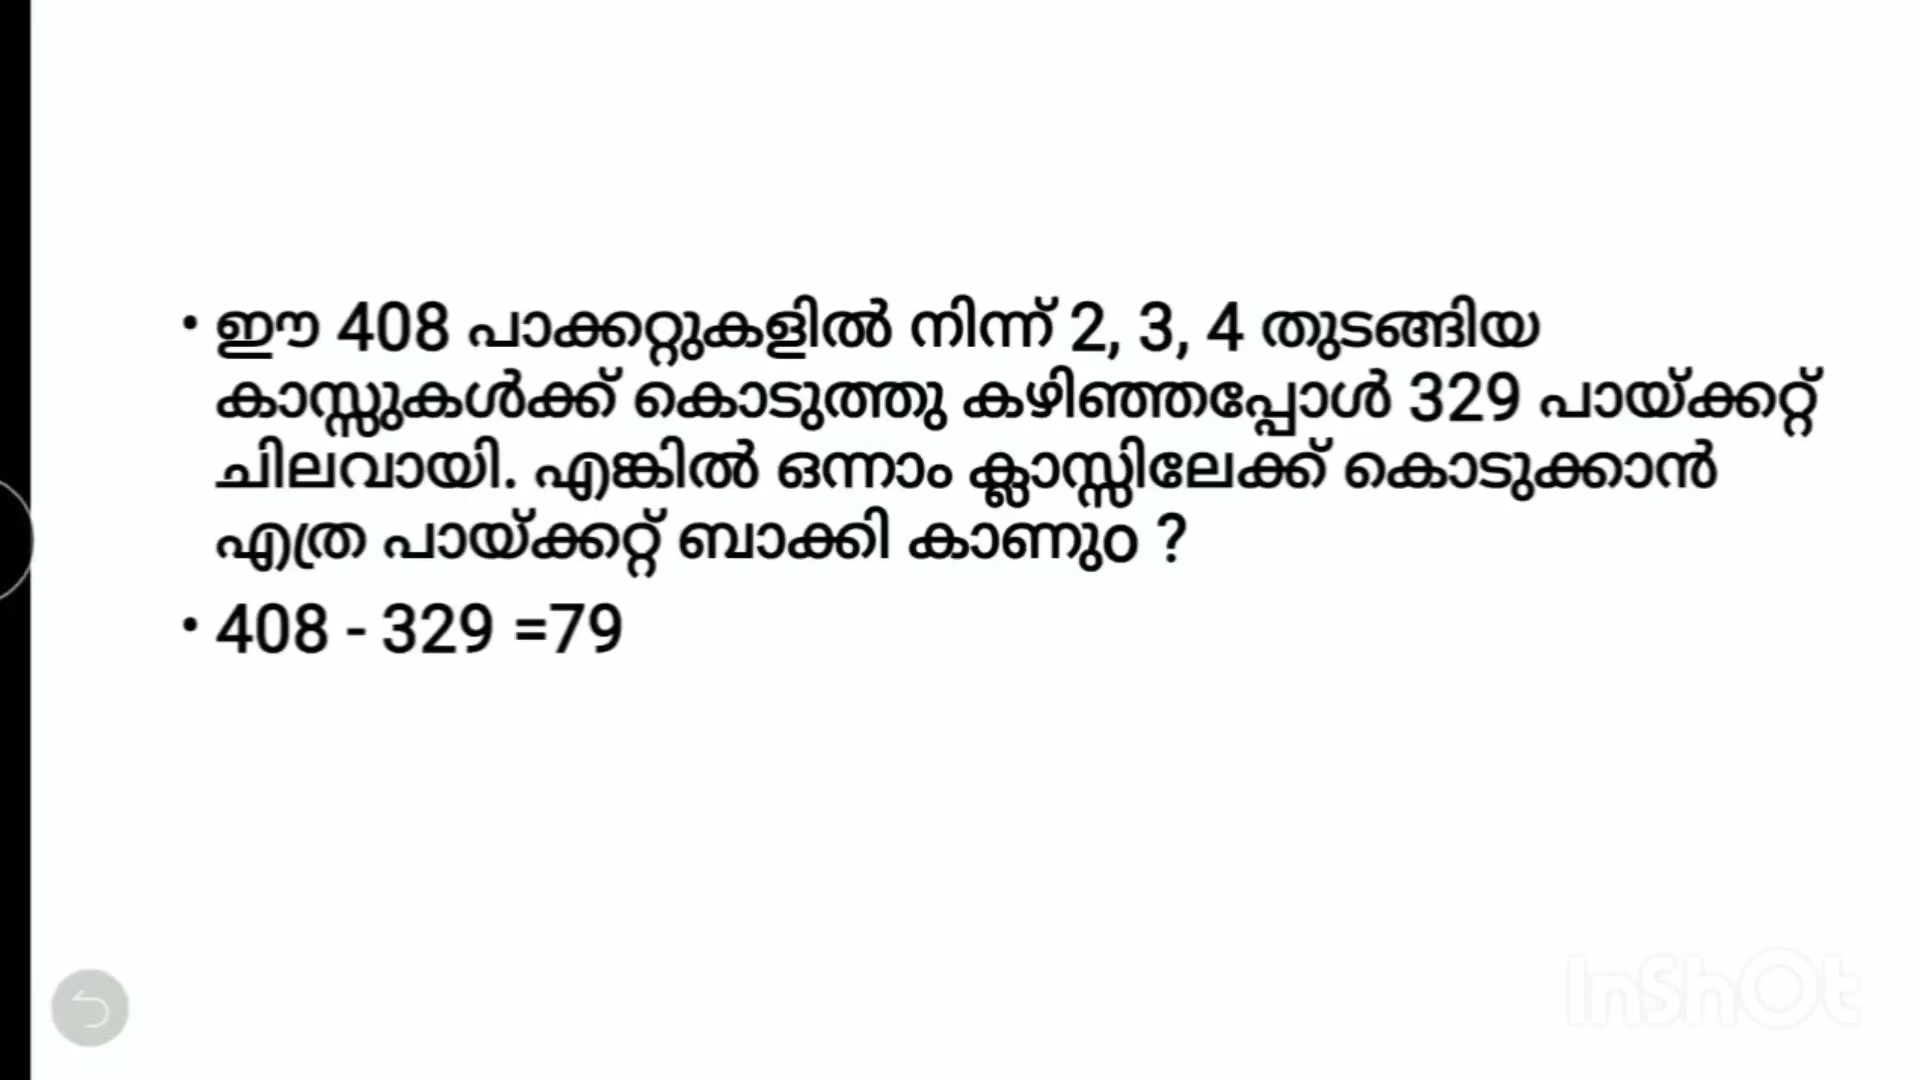 • ഈ 408 പാക്കറ്റുകളിൽ നിന്ന് 2, 3, 4 തുടങ്ങിയ
കാസ്സുകൾക്ക് കൊടുത്തു കഴിഞ്ഞപ്പോൾ 329 പായ്ക്കറ്റ്
ചിലവായി. എങ്കിൽ ഒന്നാം ക്ലാസ്സിലേക്ക് കൊടുക്കാൻ
എത്ര പായ്ക്കറ്റ് ബാക്കി കാണുo ?
• 408 - 329 =79
InShOt